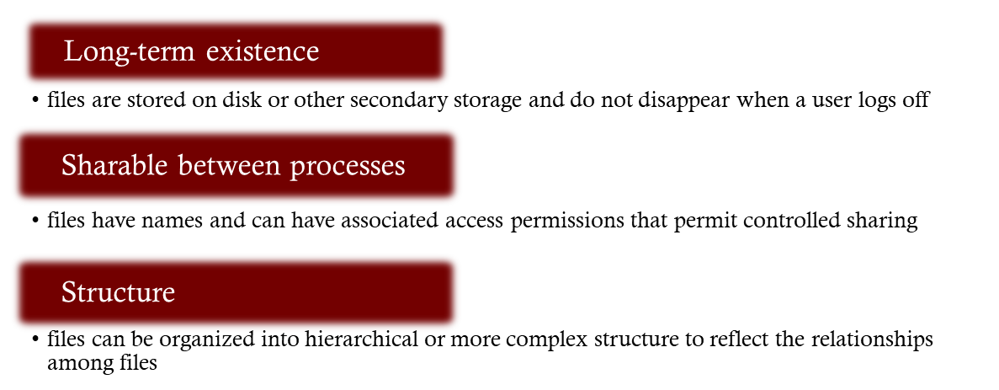 Long-term existence
• files are stored on disk or other secondary storage and do not disappear when a user logs off
Sharable between processes
• files have names and can have associated access permissions that permit controlled sharing
Structure
• files can be organized into hierarchical or more complex structure to reflect the relationships
among files